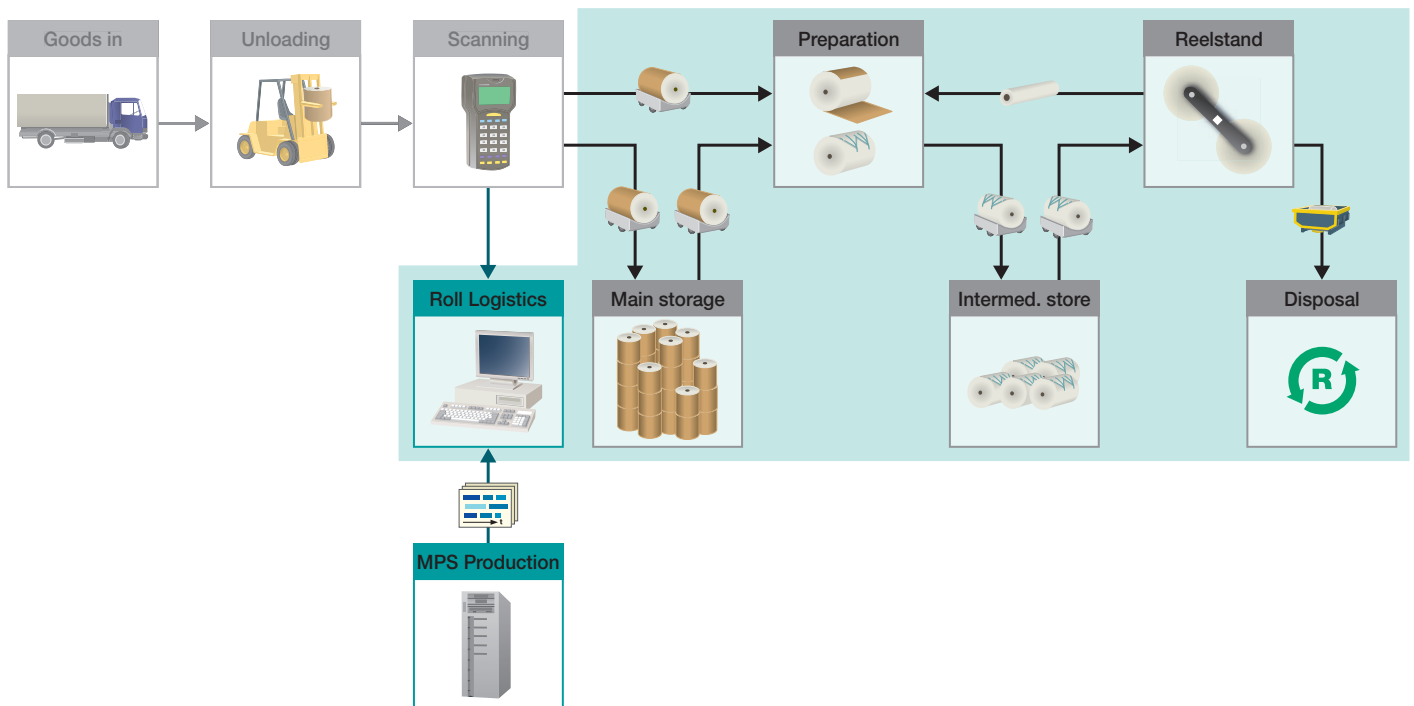 Goods in
Unloading
Scanning
Preparation
Reelstand
Roll Logistics
Main storage
Intermed. store
Disposal
R
t
MPS Production